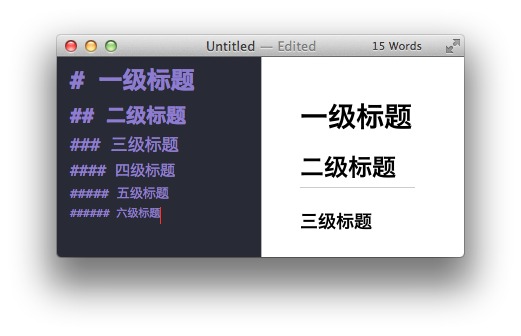 Untitled — Edited
15 Words
# 一级标题
## 二级标题
### 三级标题
#### 四级标题
##### 五级标题
###### 六级标题
一级标题
二级标题
三级标题